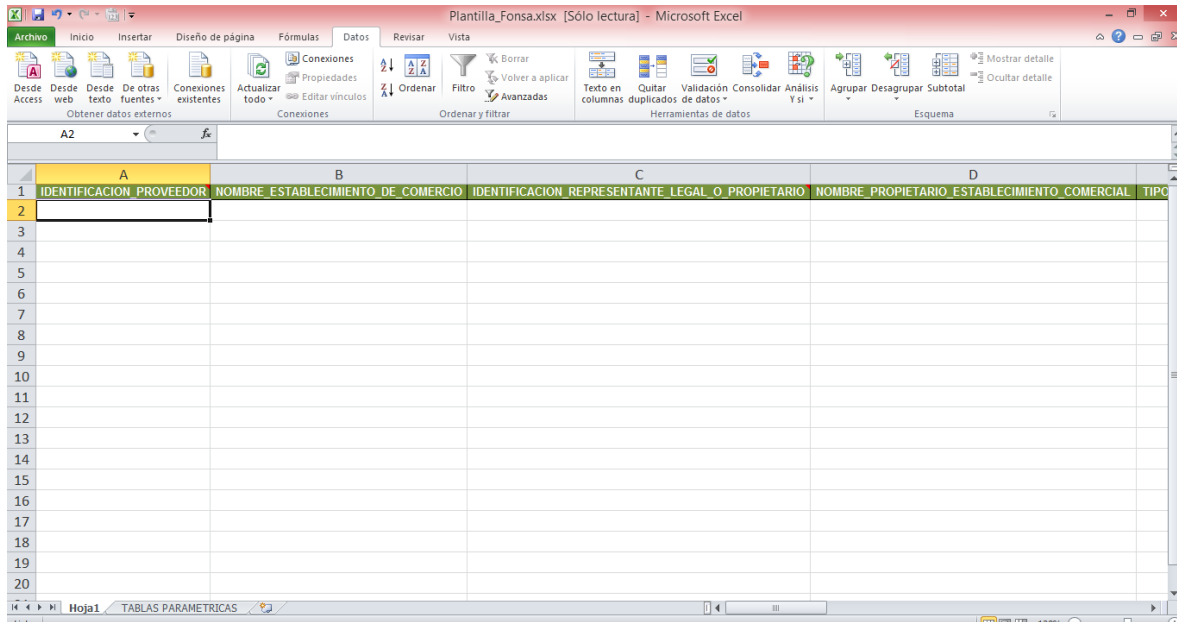 Plantilla_Fonsa.xlsx [Sólo lectura] - Microsoft Excel
Archivo Inicio Insertar Diseño de página Fórmulas Datos Revisar Vista
Desde Access
Desde web
Desde texto
De otras fuentes
Conexiones existentes
Obtener datos externos
Actualizar todo
Conexiones
Propiedades
Editar vínculos
Conexiones
Ordenar
Filtro
Borrar
Volver a aplicar
Avanzadas
Ordenar y filtrar
Texto en columnas
Quitar duplicados
Validación de datos
Consolidar
Análisis Y si
Herramientas de datos
Agrupar
Desagrupar
Subtotal
Mostrar detalle
Ocultar detalle
Esquema
A2 fx
A B C D
1 IDENTIFICACION_PROVEEDOR NOMBRE_ESTABLECIMIENTO_DE_COMERCIO IDENTIFICACION_REPRESENTANTE_LEGAL_O_PROPIETARIO NOMBRE_PROPIETARIO_ESTABLECIMIENTO_COMERCIAL TIPO
2
3
4
5
6
7
8
9
10
11
12
13
14
15
16
17
18
19
20
Hoja1 TABLAS PARAMETRICAS